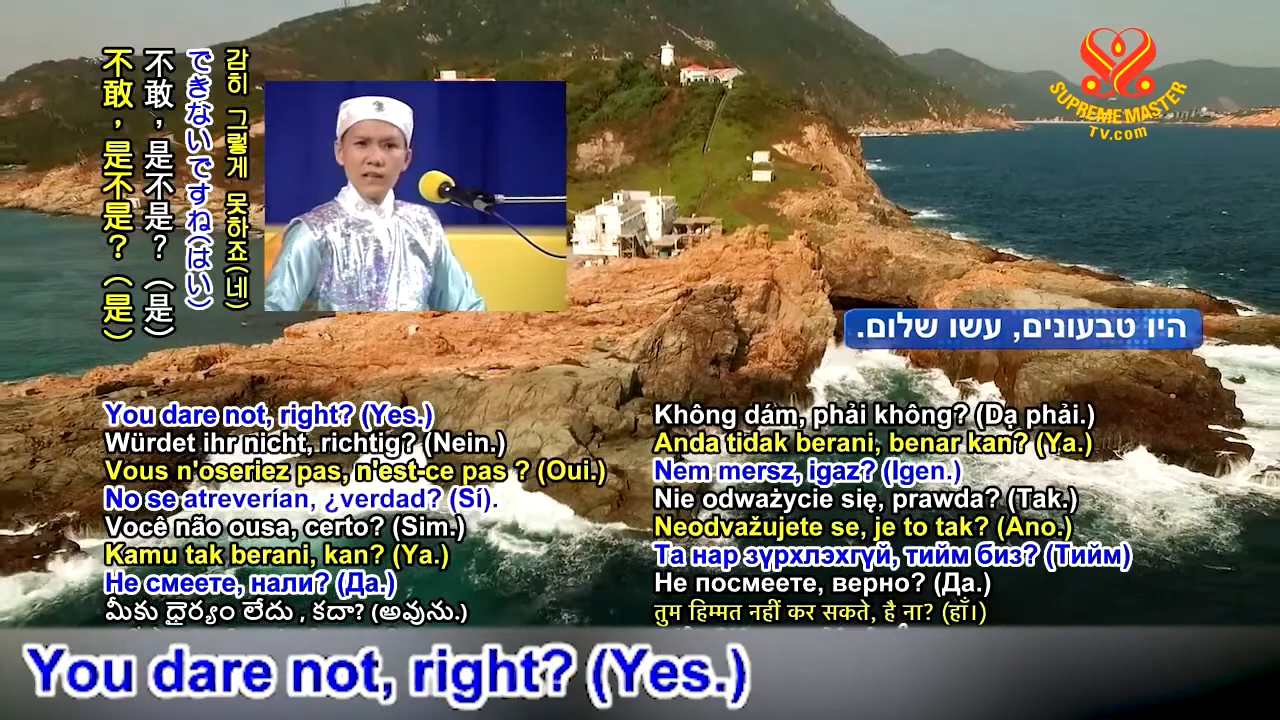 SUPREME MASTER
TV.com
감히 그렇게 못하죠(네)
できないですね(はい)
不敢，是不是？（是）
不敢，是不是？（是）
היו טבעונים, עשו שלום.
You dare not, right? (Yes.)
Würdet ihr nicht, richtig? (Nein.)
Vous n'oseriez pas, n'est-ce pas ? (Oui.)
No se atreverían, ¿verdad? (Sí).
Você não ousa, certo? (Sim.)
Kamu tak berani, kan? (Ya.)
Не смеете, нали? (Да.)
మీకు ధైర్యం లేదు , కదా? (అవును.)
Không dám, phải không? (Dạ phải.)
Anda tidak berani, benar kan? (Ya.)
Nem mersz, igaz? (Igen.)
Nie odważycie się, prawda? (Tak.)
Neodvažujete se, je to tak? (Ano.)
Та нар зүрхлэхгүй, тийм биз? (Тийм)
Не посмеете, верно? (Да.)
तुम हिम्मत नहीं कर सकते, है ना? (हाँ।)
You dare not, right? (Yes.)